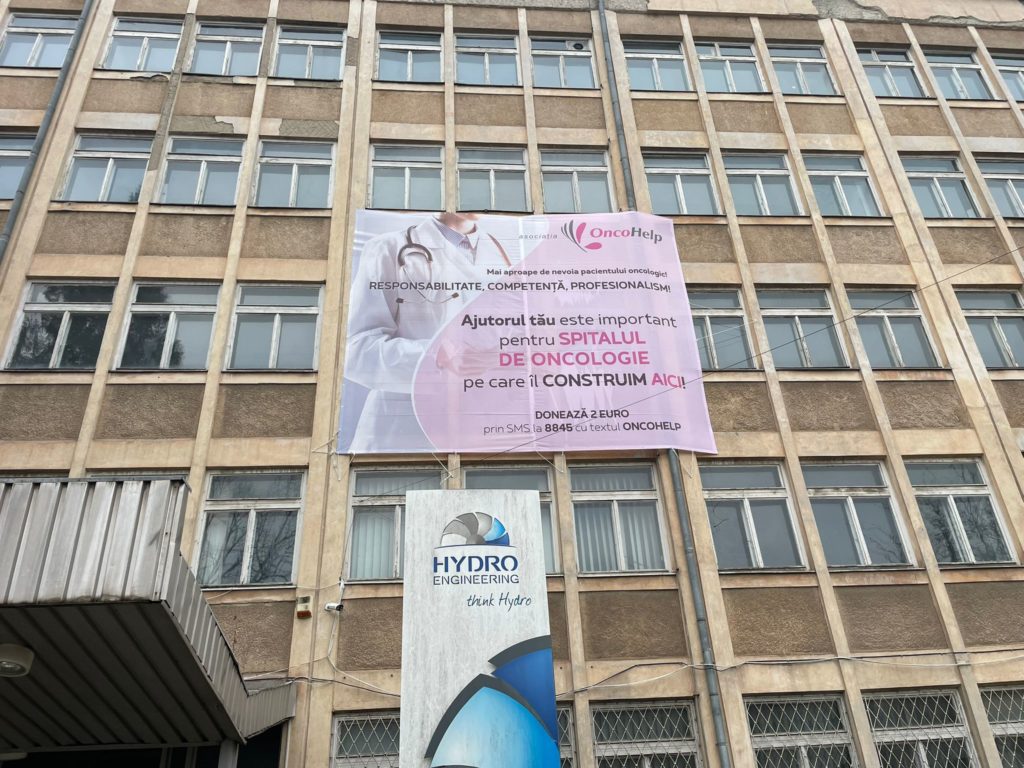 asociația OncoHelp
Mai aproape de nevoia pacientului oncologic!
RESPONSABILITATE, COMPETENȚĂ, PROFESIONALISM!
Ajutorul tău este important
pentru SPITALUL
DE ONCOLOGIE
pe care îl CONSTRUIM AICI!
DONEAZĂ 2 EURO
prin SMS la 8845 cu textul ONCOHELP
HYDRO
ENGINEERING
think Hydro